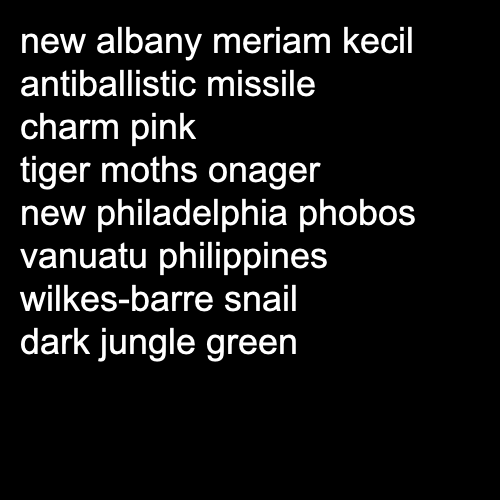 new albany meriam kecil
antiballistic missile
charm pink
tiger moths onager
new philadelphia phobos
vanuatu philippines
wilkes-barre snail
dark jungle green